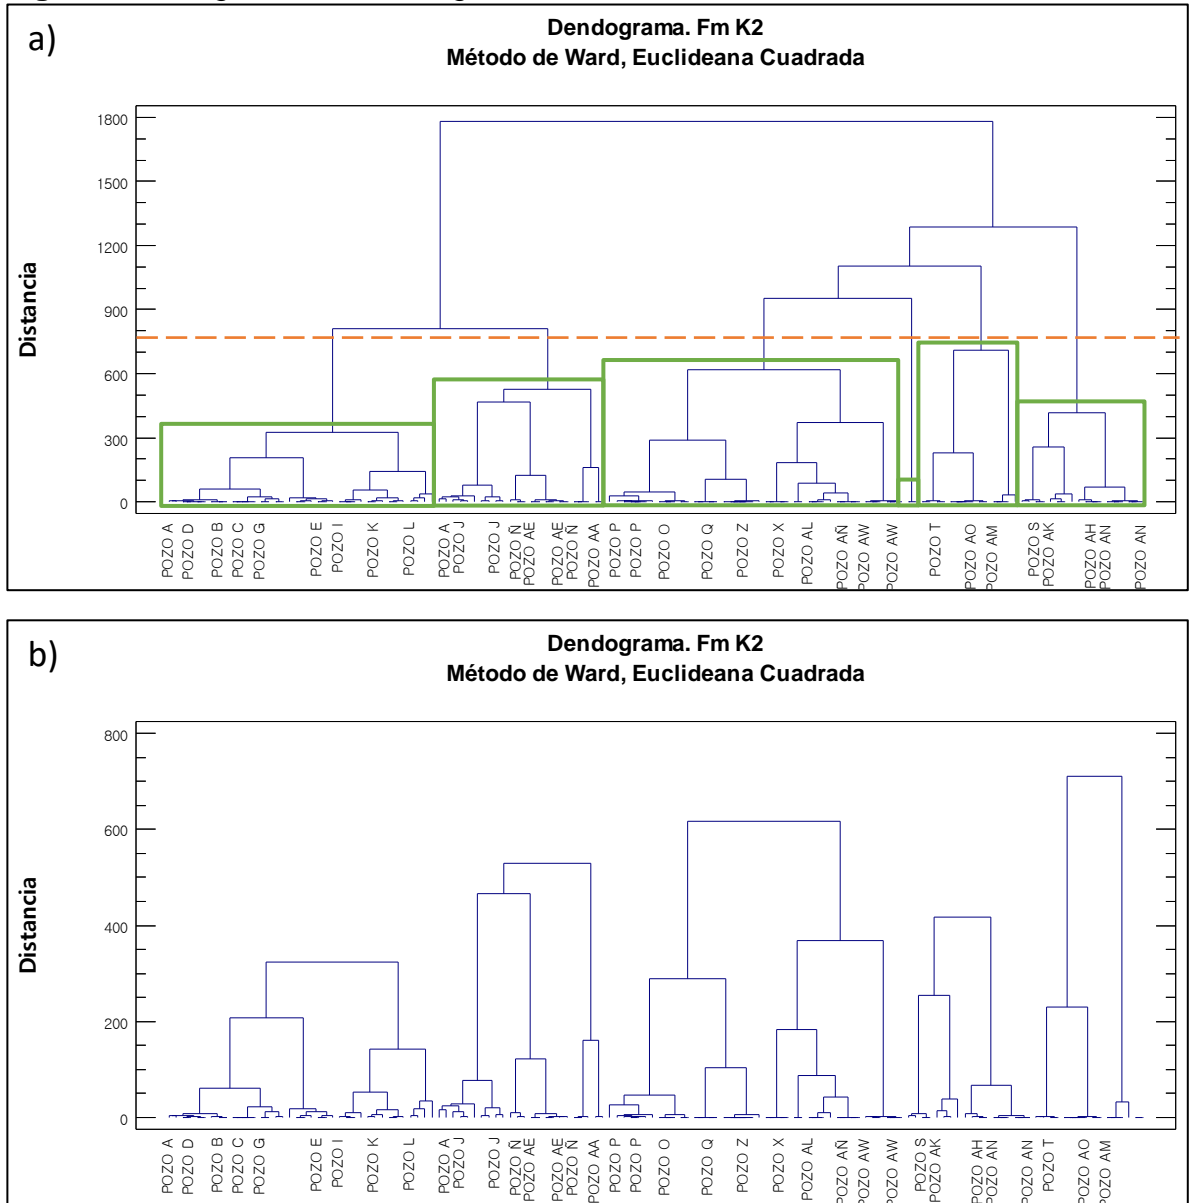 a)
Dendograma. Fm K2
Método de Ward, Euclideana Cuadrada
Distancia
1800
1500
1200
900
600
300
0
POZO A
POZO D
POZO B
POZO C
POZO G
POZO E
POZO I
POZO K
POZO L
POZO A
POZO J
POZO J
POZO Ñ
POZO AE
POZO AE
POZO Ñ
POZO AA
POZO P
POZO P
POZO O
POZO Q
POZO Z
POZO X
POZO AL
POZO AÑ
POZO AW
POZO AW
POZO T
POZO AO
POZO AM
POZO S
POZO AK
POZO AH
POZO AN
POZO AN
b)
Dendograma. Fm K2
Método de Ward, Euclideana Cuadrada
Distancia
800
600
400
200
0
POZO A
POZO D
POZO B
POZO C
POZO G
POZO E
POZO I
POZO K
POZO L
POZO A
POZO J
POZO J
POZO Ñ
POZO AE
POZO AE
POZO Ñ
POZO AA
POZO P
POZO P
POZO O
POZO Q
POZO Z
POZO X
POZO AL
POZO AÑ
POZO AW
POZO AW
POZO S
POZO AK
POZO AH
POZO AN
POZO AN
POZO T
POZO AO
POZO AM